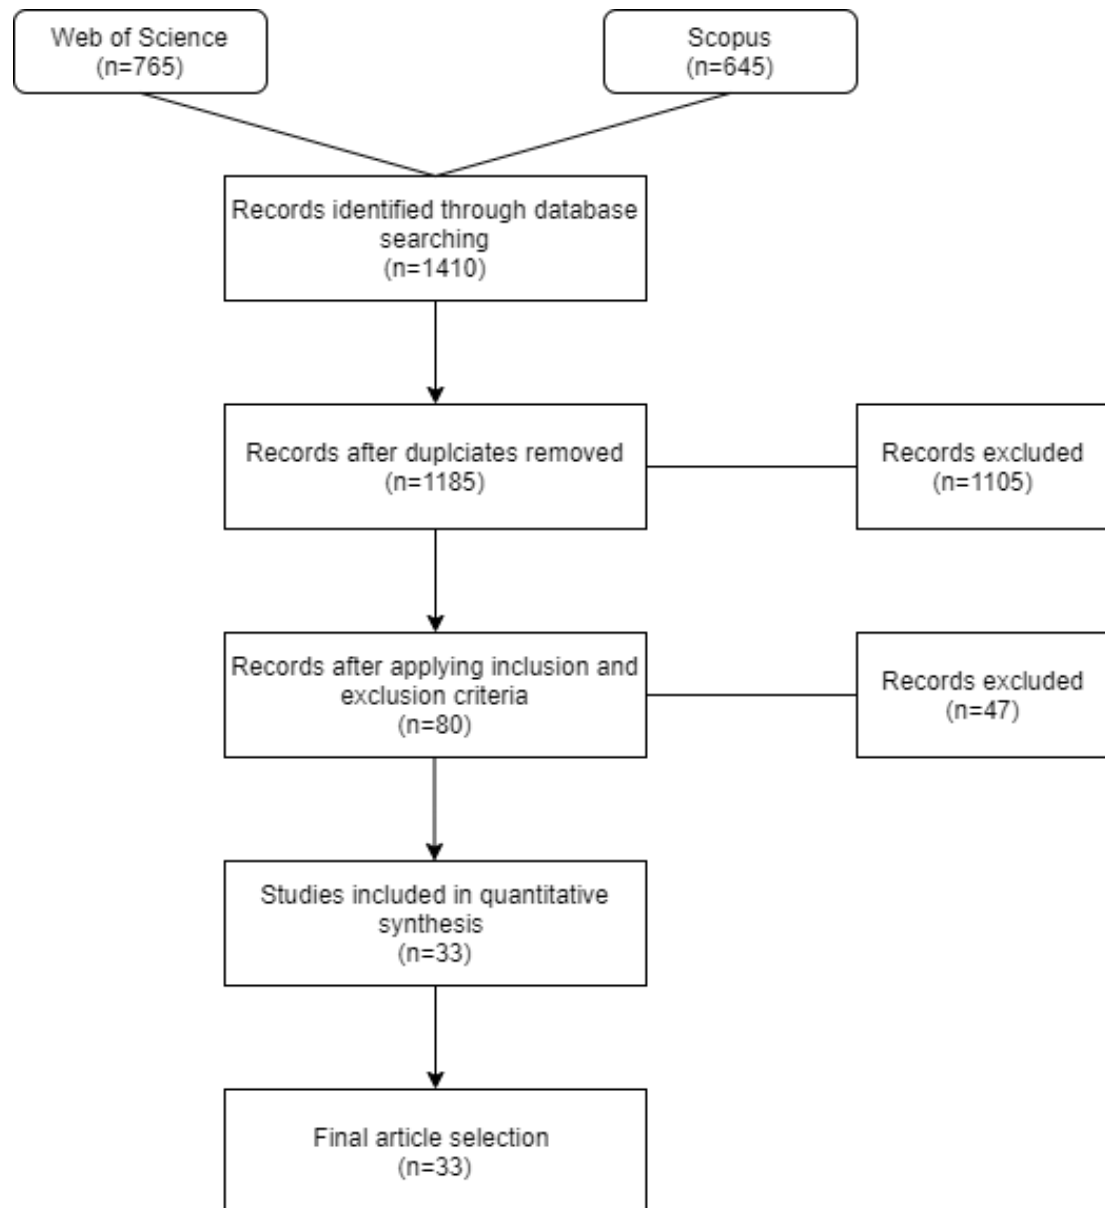 Web of Science
(n=765)
Scopus
(n=645)
Records identified through database
searching
(n=1410)
Records after duplciates removed
(n=1185)
Records excluded
(n=1105)
Records after applying inclusion and
exclusion criteria
(n=80)
Records excluded
(n=47)
Studies included in quantitative
synthesis
(n=33)
Final article selection
(n=33)